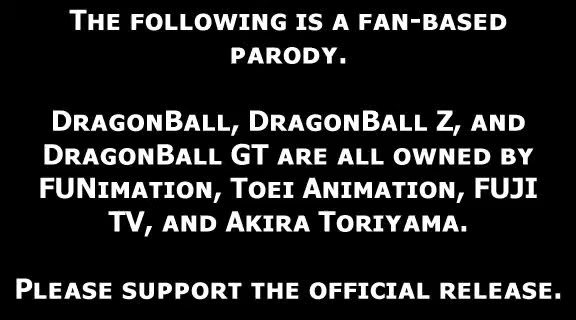 The following is a fan-based
parody.
DragonBall, DragonBall Z, and
DragonBall GT are all owned by
FUNimation, Toei Animation, FUJI
TV, and Akira Toriyama.
Please support the official release.